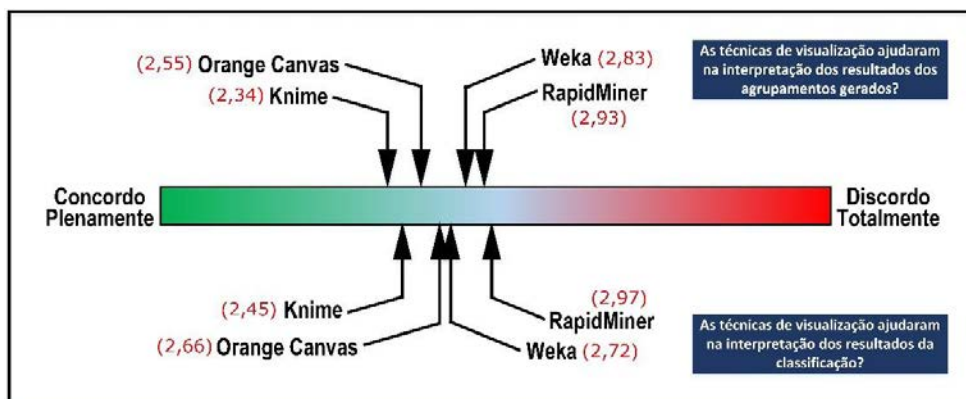 (2,55) Orange Canvas
(2,34) Knime
Weka (2,83)
RapidMiner
(2,93)
As técnicas de visualização ajudaram
na interpretação dos resultados dos
agrupamentos gerados?
Concordo
Plenamente
Discordo
Totalmente
(2,45) Knime
(2,66) Orange Canvas
(2,97)
RapidMiner
Weka (2,72)
As técnicas de visualização ajudaram
na interpretação dos resultados da
classificação?